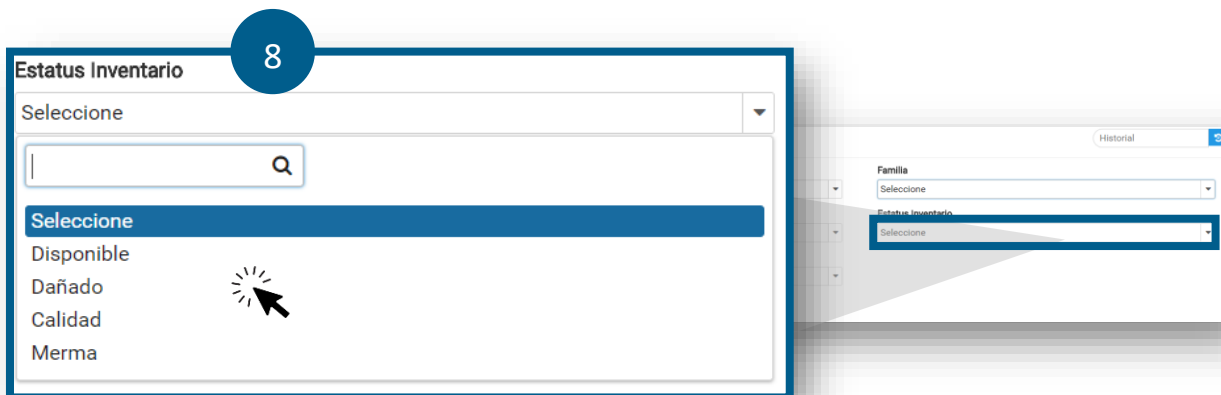 8
Estatus Inventario
Seleccione
Seleccione
Disponible
Dañado
Calidad
Merma
Historial
Familia
Seleccione
Estatus Inventario
Seleccione